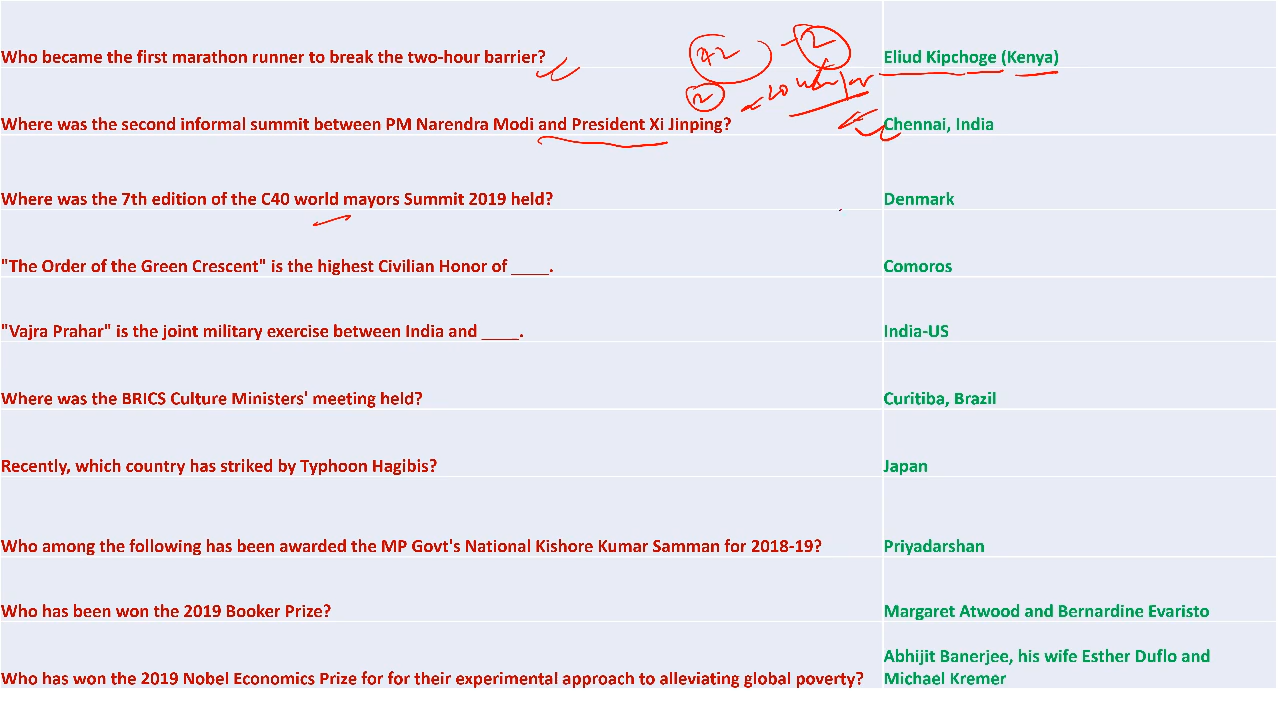 Who became the first marathon runner to break the two-hour barrier?
42
2
2
Eliud Kipchoge (Kenya)
Where was the second informal summit between PM Narendra Modi and President Xi Jinping?
Chennai, India
Where was the 7th edition of the C40 world mayors Summit 2019 held?
Denmark
"The Order of the Green Crescent" is the highest Civilian Honor of ____.
Comoros
"Vajra Prahar" is the joint military exercise between India and ____.
India-US
Where was the BRICS Culture Ministers' meeting held?
Curitiba, Brazil
Recently, which country has striked by Typhoon Hagibis?
Japan
Who among the following has been awarded the MP Govt's National Kishore Kumar Samman for 2018-19?
Priyadarshan
Who has been won the 2019 Booker Prize?
Margaret Atwood and Bernardine Evaristo
Who has won the 2019 Nobel Economics Prize for for their experimental approach to alleviating global poverty?
Abhijit Banerjee, his wife Esther Duflo and
Michael Kremer